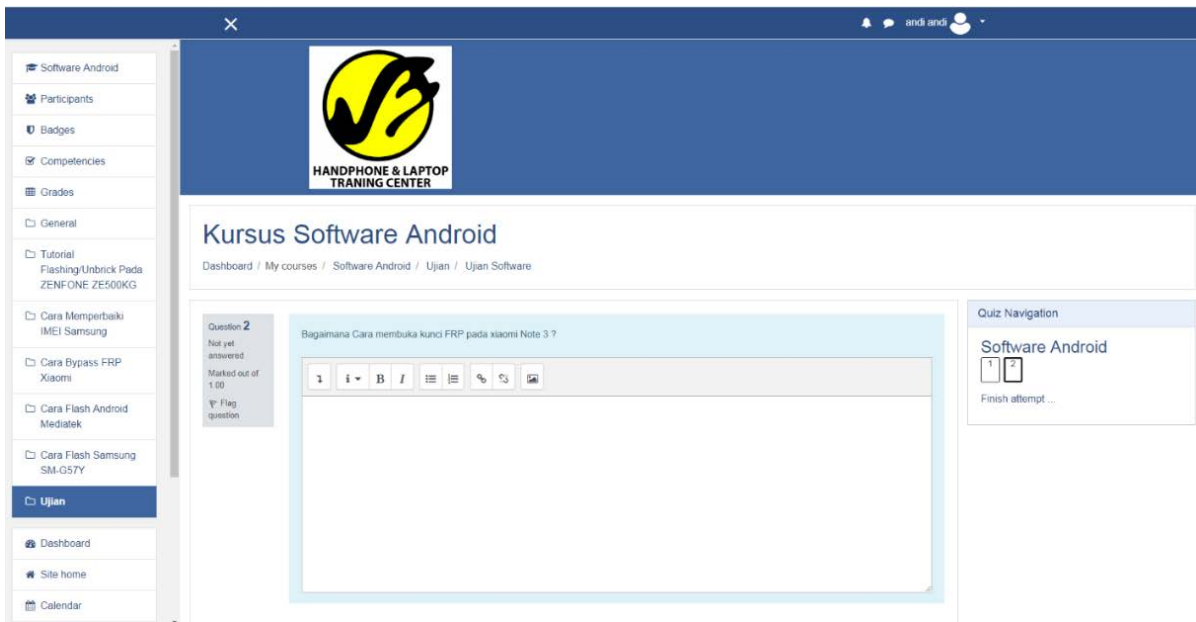 andi andi
Software Android
Participants
Badges
Competencies
Grades
General
Tutorial
Flashing/Unbrick Pada
ZENFONE ZE500KG
Cara Memperbaiki
IMEI Samsung
Cara Bypass FRP
Xiaomi
Cara Flash Android
Mediatek
Cara Flash Samsung
SM-G57Y
Ujian
Dashboard
Site home
Calendar
HANDPHONE & LAPTOP
TRANING CENTER
Kursus Software Android
Dashboard / My courses / Software Android / Ujian / Ujian Software
Question 2
Not yet
answered
Marked out of
1.00
Flag
question
Bagaimana Cara membuka kunci FRP pada xiaomi Note 3 ?
i B I
Quiz Navigation
Software Android
1 2
Finish attempt ...